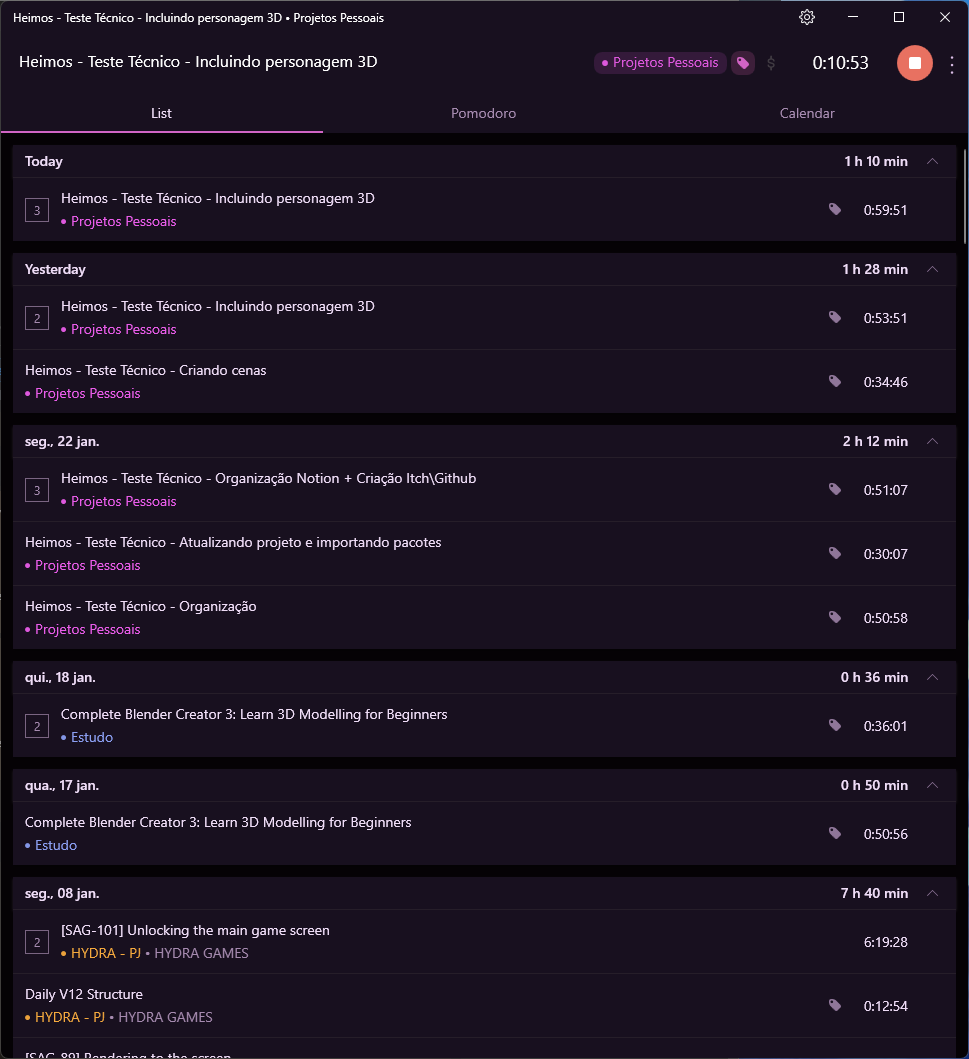 Heimos - Teste Técnico - Incluindo personagem 3D • Projetos Pessoais
Heimos - Teste Técnico - Incluindo personagem 3D
• Projetos Pessoais
$
0:10:53
List
Pomodoro
Calendar
Today
1 h 10 min
3
Heimos - Teste Técnico - Incluindo personagem 3D
• Projetos Pessoais
0:59:51
Yesterday
1 h 28 min
2
Heimos - Teste Técnico - Incluindo personagem 3D
• Projetos Pessoais
0:53:51
Heimos - Teste Técnico - Criando cenas
• Projetos Pessoais
0:34:46
seg., 22 jan.
2 h 12 min
3
Heimos - Teste Técnico - Organização Notion + Criação Itch\Github
• Projetos Pessoais
0:51:07
Heimos - Teste Técnico - Atualizando projeto e importando pacotes
• Projetos Pessoais
0:30:07
Heimos - Teste Técnico - Organização
• Projetos Pessoais
0:50:58
qui., 18 jan.
0 h 36 min
2
Complete Blender Creator 3: Learn 3D Modelling for Beginners
• Estudo
0:36:01
qua., 17 jan.
0 h 50 min
Complete Blender Creator 3: Learn 3D Modelling for Beginners
• Estudo
0:50:56
seg., 08 jan.
7 h 40 min
2
[SAG-101] Unlocking the main game screen
• HYDRA - PJ • HYDRA GAMES
6:19:28
Daily V12 Structure
• HYDRA - PJ • HYDRA GAMES
0:12:54
[SAG-89] Rendering to the screen